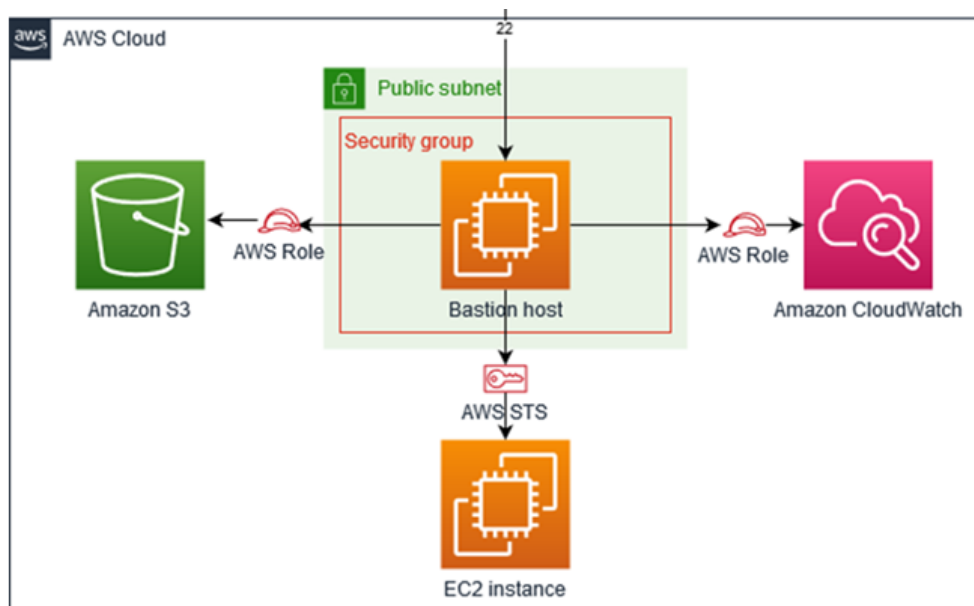 22
aws
AWS Cloud
Public subnet
Security group
AWS Role
AWS Role
Amazon S3
Bastion host
Amazon CloudWatch
AWS STS
EC2 instance